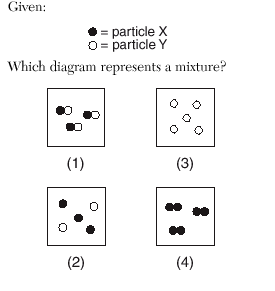 Given:
= particle X
= particle Y
Which diagram represents a mixture?
(1)
(3)
(2)
(4)